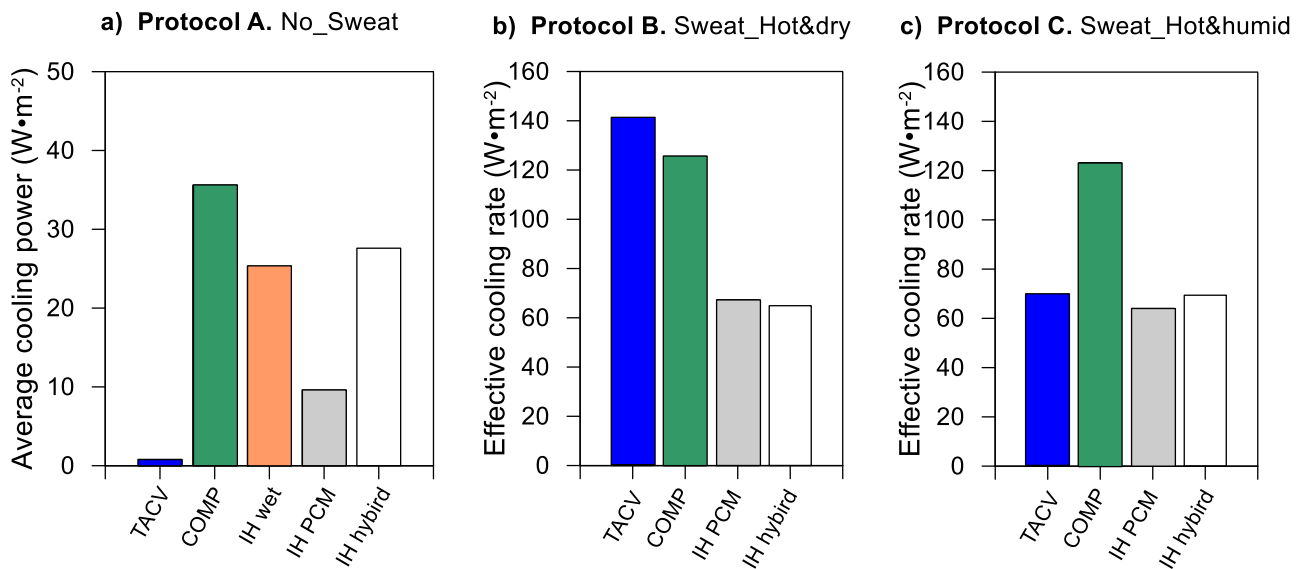 a) Protocol A. No_Sweat
Average cooling power (W•m-2)
50
40
30
20
10
0
TACV
COMP
IH wet
IH PCM
IH hybird
b) Protocol B. Sweat_Hot&dry
Effective cooling rate (W•m-2)
160
140
120
100
80
60
40
20
0
TACV
COMP
IH PCM
IH hybird
c) Protocol C. Sweat_Hot&humid
Effective cooling rate (W•m-2)
160
140
120
100
80
60
40
20
0
TACV
COMP
IH PCM
IH hybird